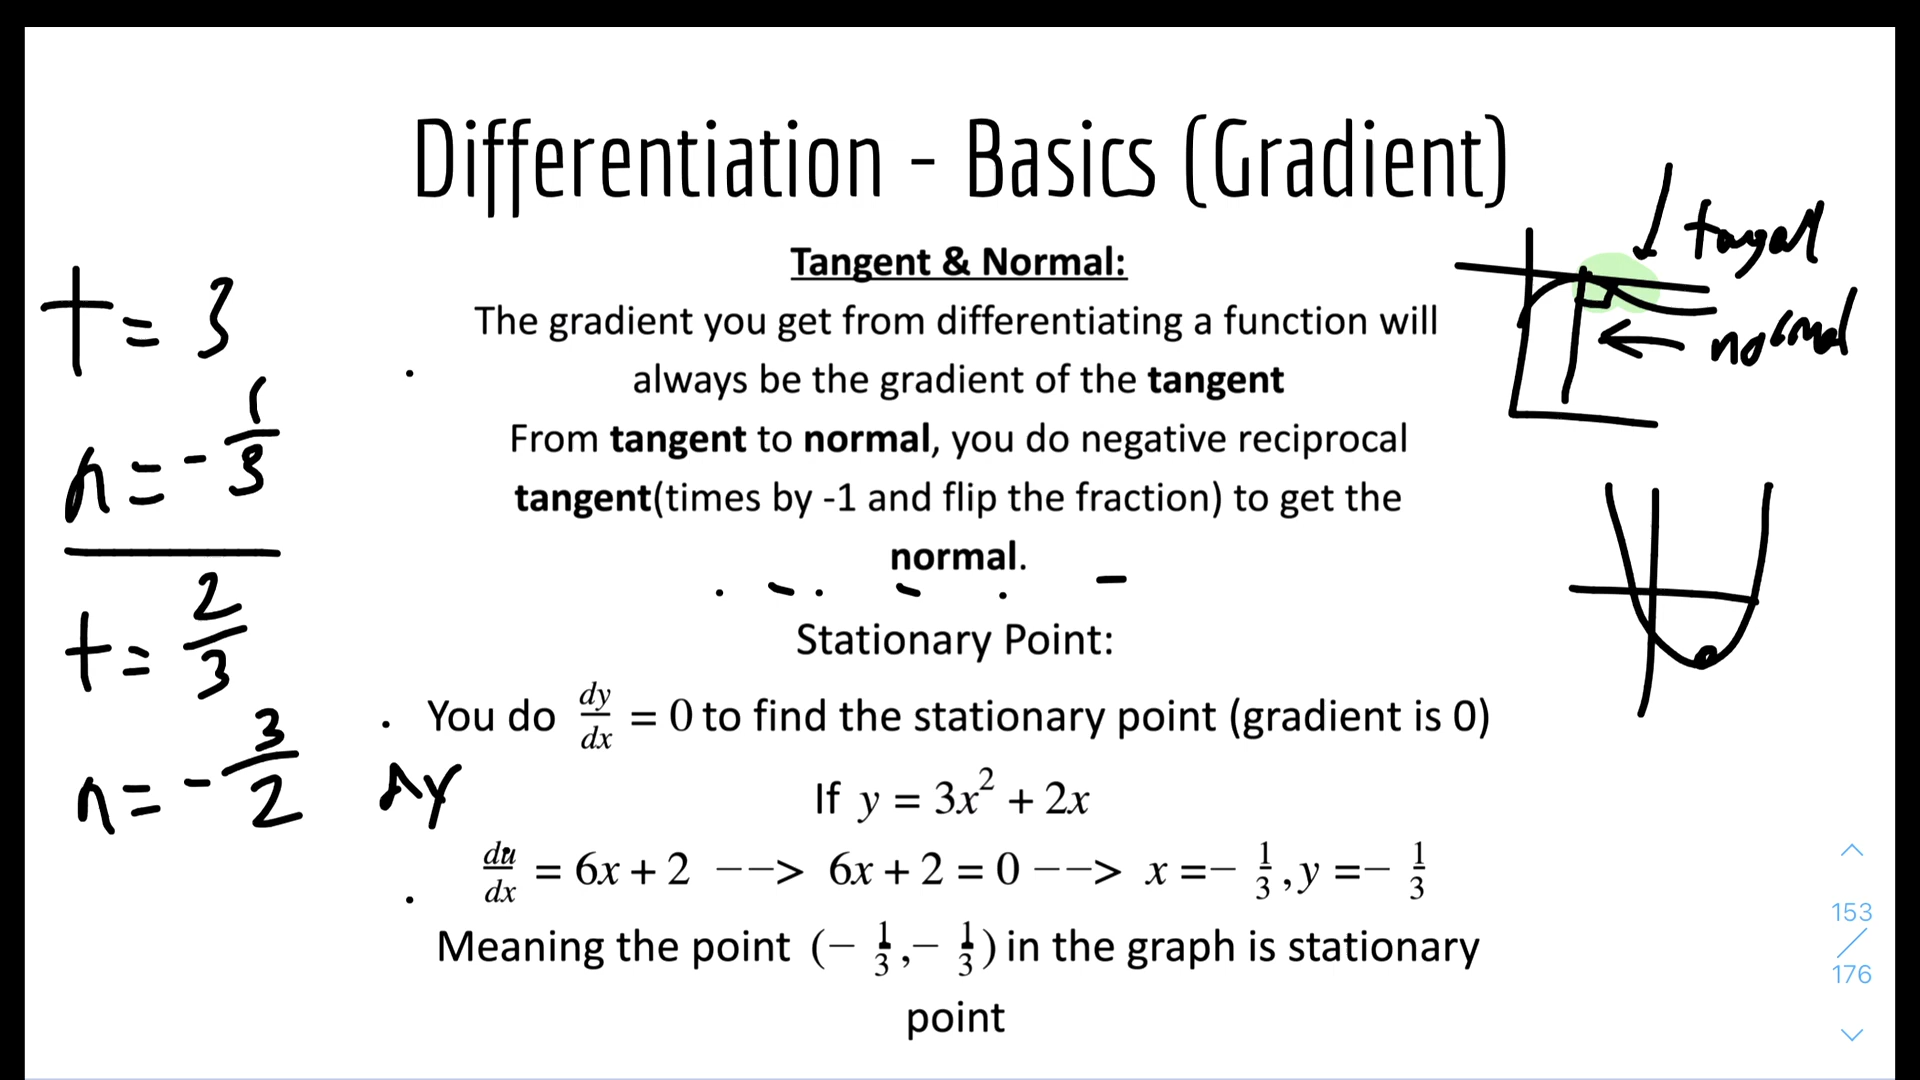 Differentiation - Basics (Gradient)
Tangent & Normal:
The gradient you get from differentiating a function will
always be the gradient of the tangent
From tangent to normal, you do negative reciprocal
tangent(times by -1 and flip the fraction) to get the
normal.
Stationary Point:
You do dy/dx = 0 to find the stationary point (gradient is 0)
If y = 3x² + 2x
du/dx = 6x + 2 --> 6x + 2 = 0 --> x = - 1/3, y = - 1/3
Meaning the point (- 1/3, - 1/3) in the graph is stationary
point
t = 3
n = - 1/3
t = 2/3
n = - 3/2
normal
153
/
176